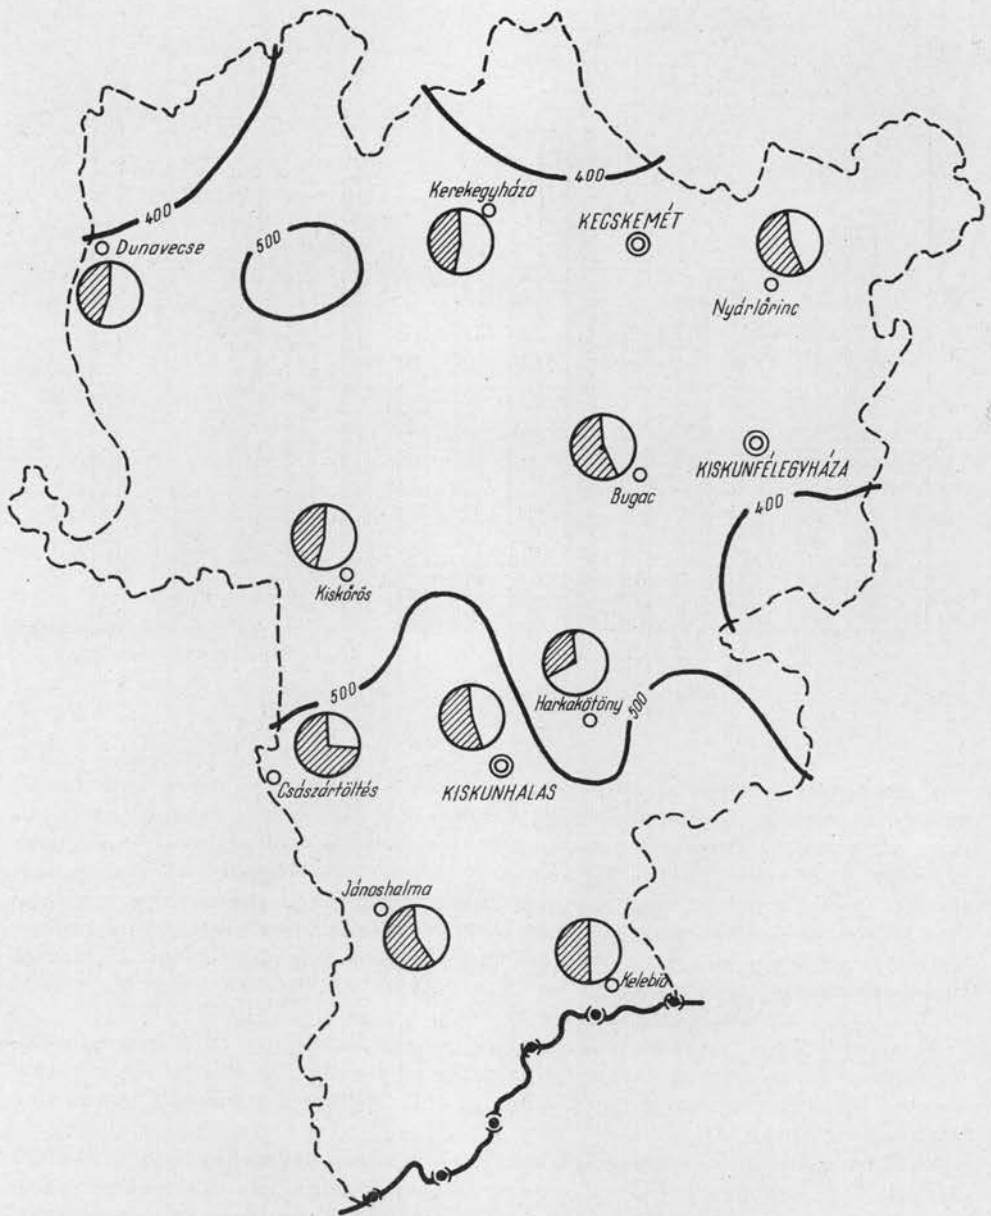 400
Dunavecse
500
Kerekegyháza
400
KECSKEMÉT
Nyárlőrinc
Bugac
KISKUNFÉLEGYHÁZA
400
Kiskőrös
500
Császártöltés
KISKUNHALAS
Harkakötöny
500
Jánoshalma
Kelebia